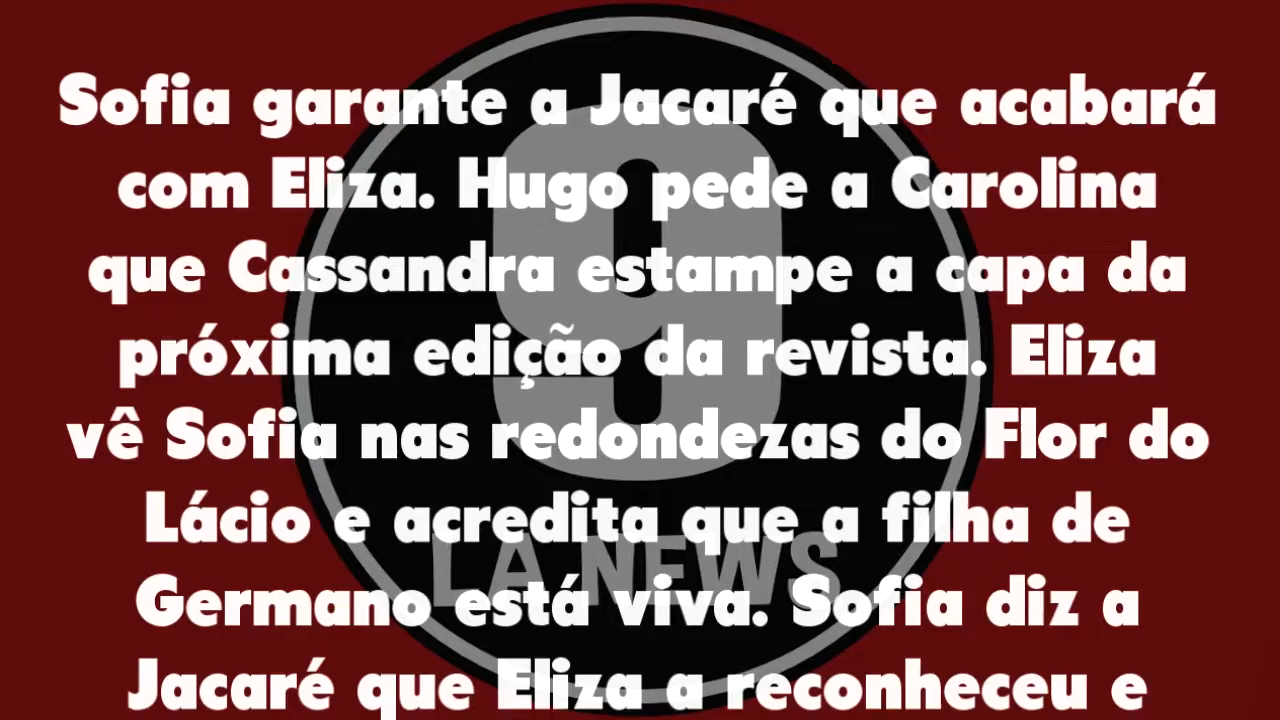 Sofia garante a Jacaré que acabará
com Eliza. Hugo pede a Carolina
que Cassandra estampe a capa da
próxima edição da revista. Eliza
vê Sofia nas redondezas do Flor do
Lácio e acredita que a filha de
Germano está viva. Sofia diz a
Jacaré que Eliza a reconheceu e
9
LA NEWS